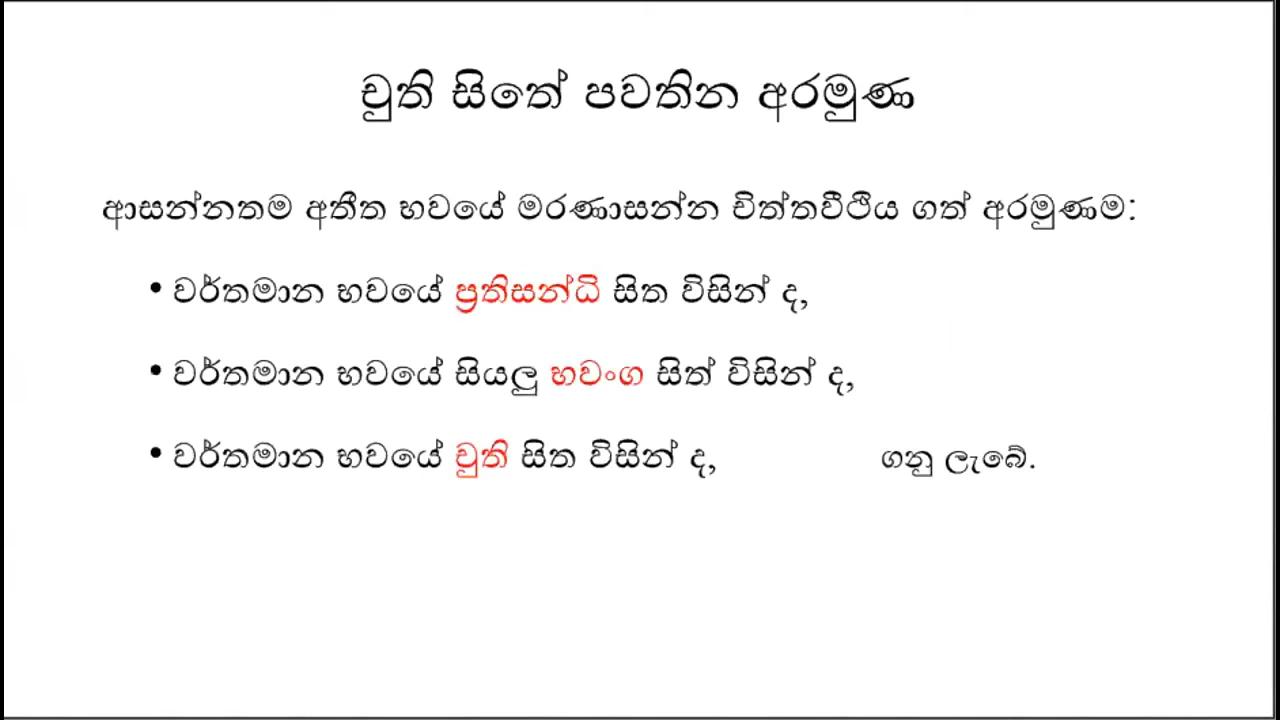 චුති සිතේ පවතින අරමුණ
ආසන්නතම අතීත භවයේ මරණාසන්න චිත්තවීථිය ගත් අරමුණම:
• වර්තමාන භවයේ ප්‍රතිසන්ධි සිත විසින් ද,
• වර්තමාන භවයේ සියලු භවංග සිත් විසින් ද,
• වර්තමාන භවයේ චුති සිත විසින් ද, ගනු ලැබේ.